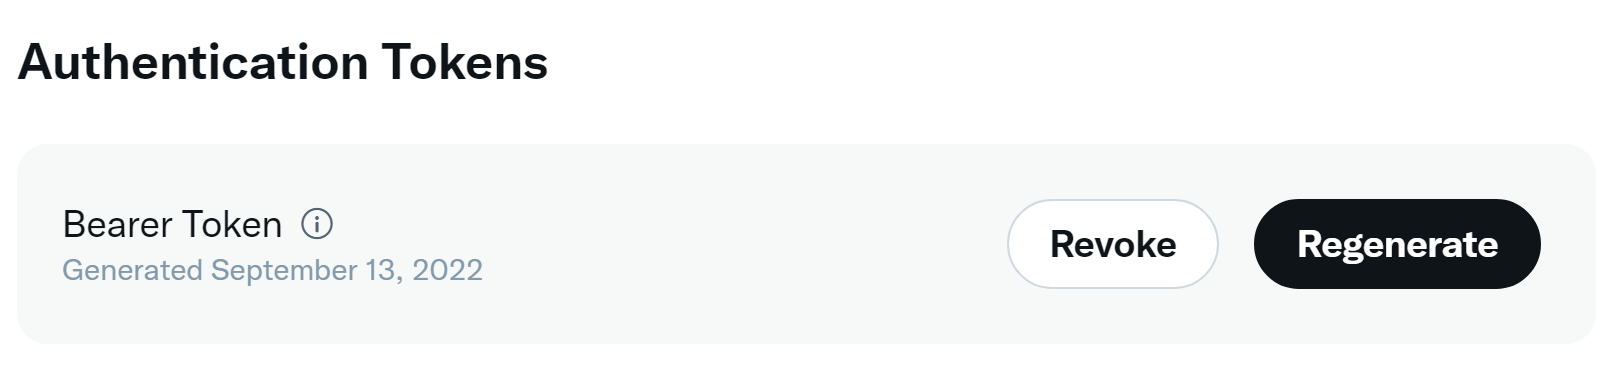 Authentication Tokens
Bearer Token
Generated September 13, 2022
Revoke
Regenerate